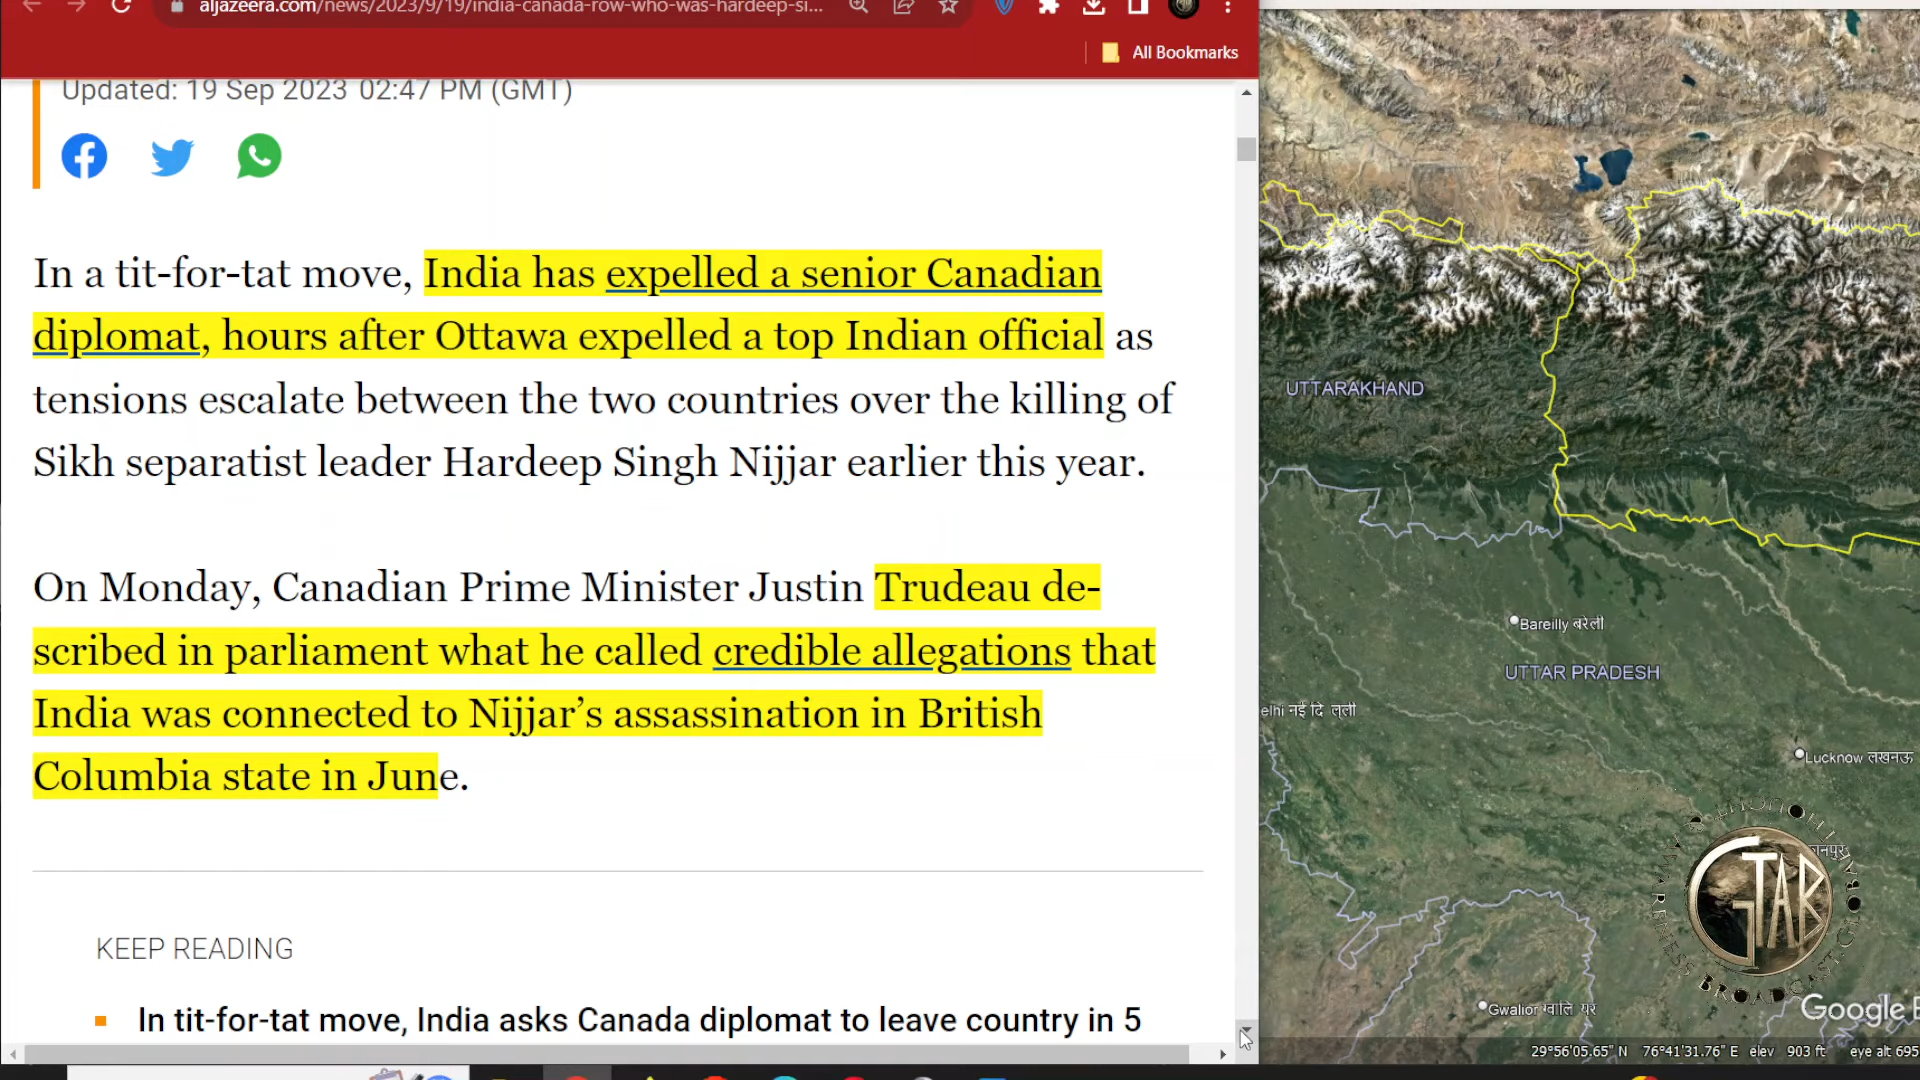 aljazeera.com/news/2023/9/19/india-canada-row-who-was-hardeep-si...
All Bookmarks
Updated: 19 Sep 2023 02:47 PM (GMT)
In a tit-for-tat move, India has expelled a senior Canadian
diplomat, hours after Ottawa expelled a top Indian official as
tensions escalate between the two countries over the killing of
Sikh separatist leader Hardeep Singh Nijjar earlier this year.
On Monday, Canadian Prime Minister Justin Trudeau de-
scribed in parliament what he called credible allegations that
India was connected to Nijjar’s assassination in British
Columbia state in June.
KEEP READING
In tit-for-tat move, India asks Canada diplomat to leave country in 5
UTTARAKHAND
Bareilly बरेली
UTTAR PRADESH
elhi नई दि ल्ली
Lucknow लखनऊ
GTAB
Gwalior ग्वालि यर
Google E
29°56'05.65" N 76°41'31.76" E elev 903 ft eye alt 695